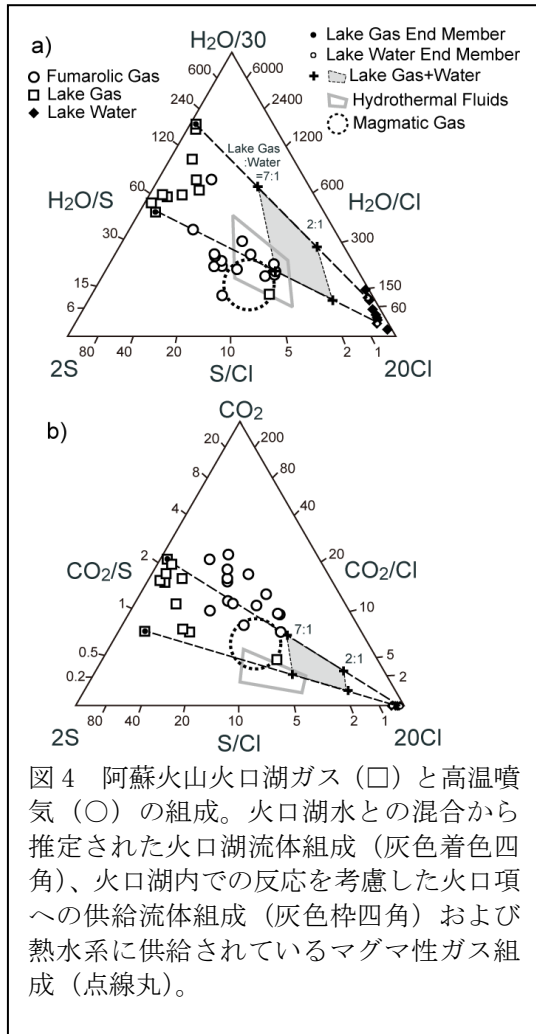 a)
H2O/30
○ Fumarolic Gas
□ Lake Gas
◆ Lake Water
• Lake Gas End Member
○ Lake Water End Member
+ Lake Gas+Water
Hydrothermal Fluids
Magmatic Gas
600
6000
240
2400
120
1200
Lake Gas
:Water
=7:1
60
600
H2O/S
H2O/Cl
2:1
30
300
15
150
6
60
2S
80
40
20
10
5
2
1
20Cl
S/Cl
b)
CO2
20
200
8
80
4
40
2
20
CO2/S
CO2/Cl
1
10
7:1
0.5
5
2:1
0.2
2
2S
80
40
20
10
5
2
1
20Cl
S/Cl
図4 阿蘇火山火口湖ガス(□)と高温噴
気(○)の組成。火口湖水との混合から
推定された火口湖流体組成(灰色着色四
角)、火口湖内での反応を考慮した火口項
への供給流体組成(灰色枠四角)および
熱水系に供給されているマグマ性ガス組
成(点線丸)。